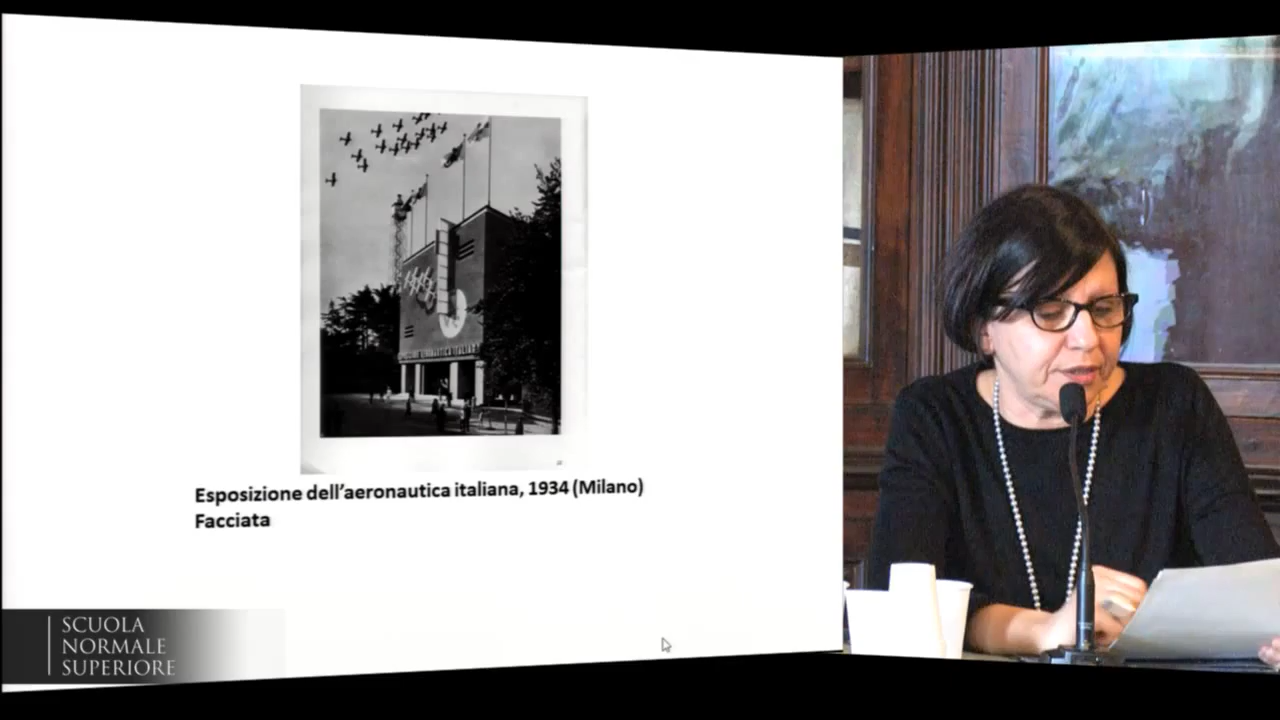 Esposizione dell'aeronautica italiana, 1934 (Milano)
Facciata
SCUOLA
NORMALE
SUPERIORE